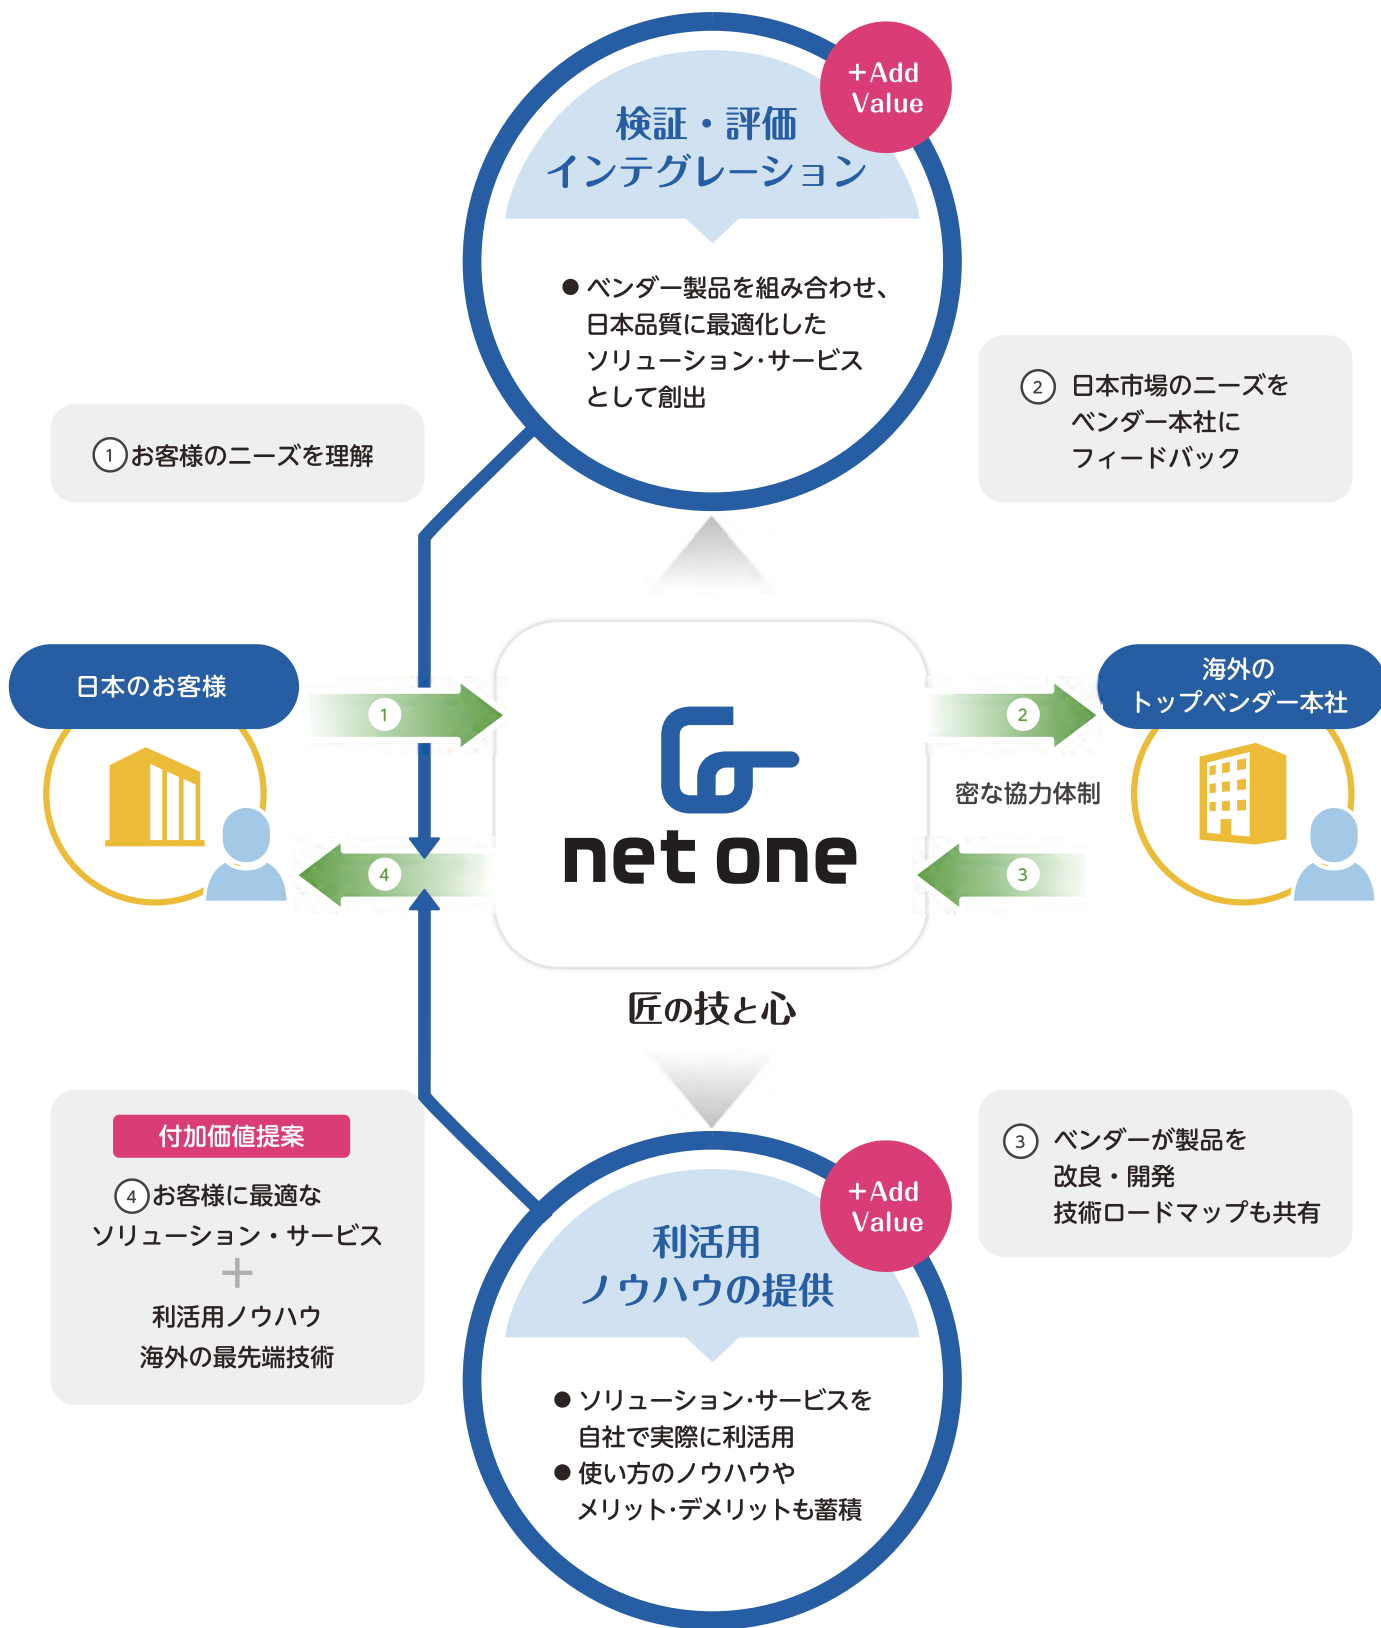 +Add
Value
検証・評価
インテグレーション
● ベンダー製品を組み合わせ、
日本品質に最適化した
ソリューション・サービス
として創出
① お客様のニーズを理解
② 日本市場のニーズを
ベンダー本社に
フィードバック
日本のお客様
海外の
トップベンダー本社
1
2
密な協力体制
net one
4
3
匠の技と心
付加価値提案
④ お客様に最適な
ソリューション・サービス
+
利活用ノウハウ
海外の最先端技術
③ ベンダーが製品を
改良・開発
技術ロードマップも共有
+Add
Value
利活用
ノウハウの提供
● ソリューション・サービスを
自社で実際に利活用
● 使い方のノウハウや
メリット・デメリットも蓄積